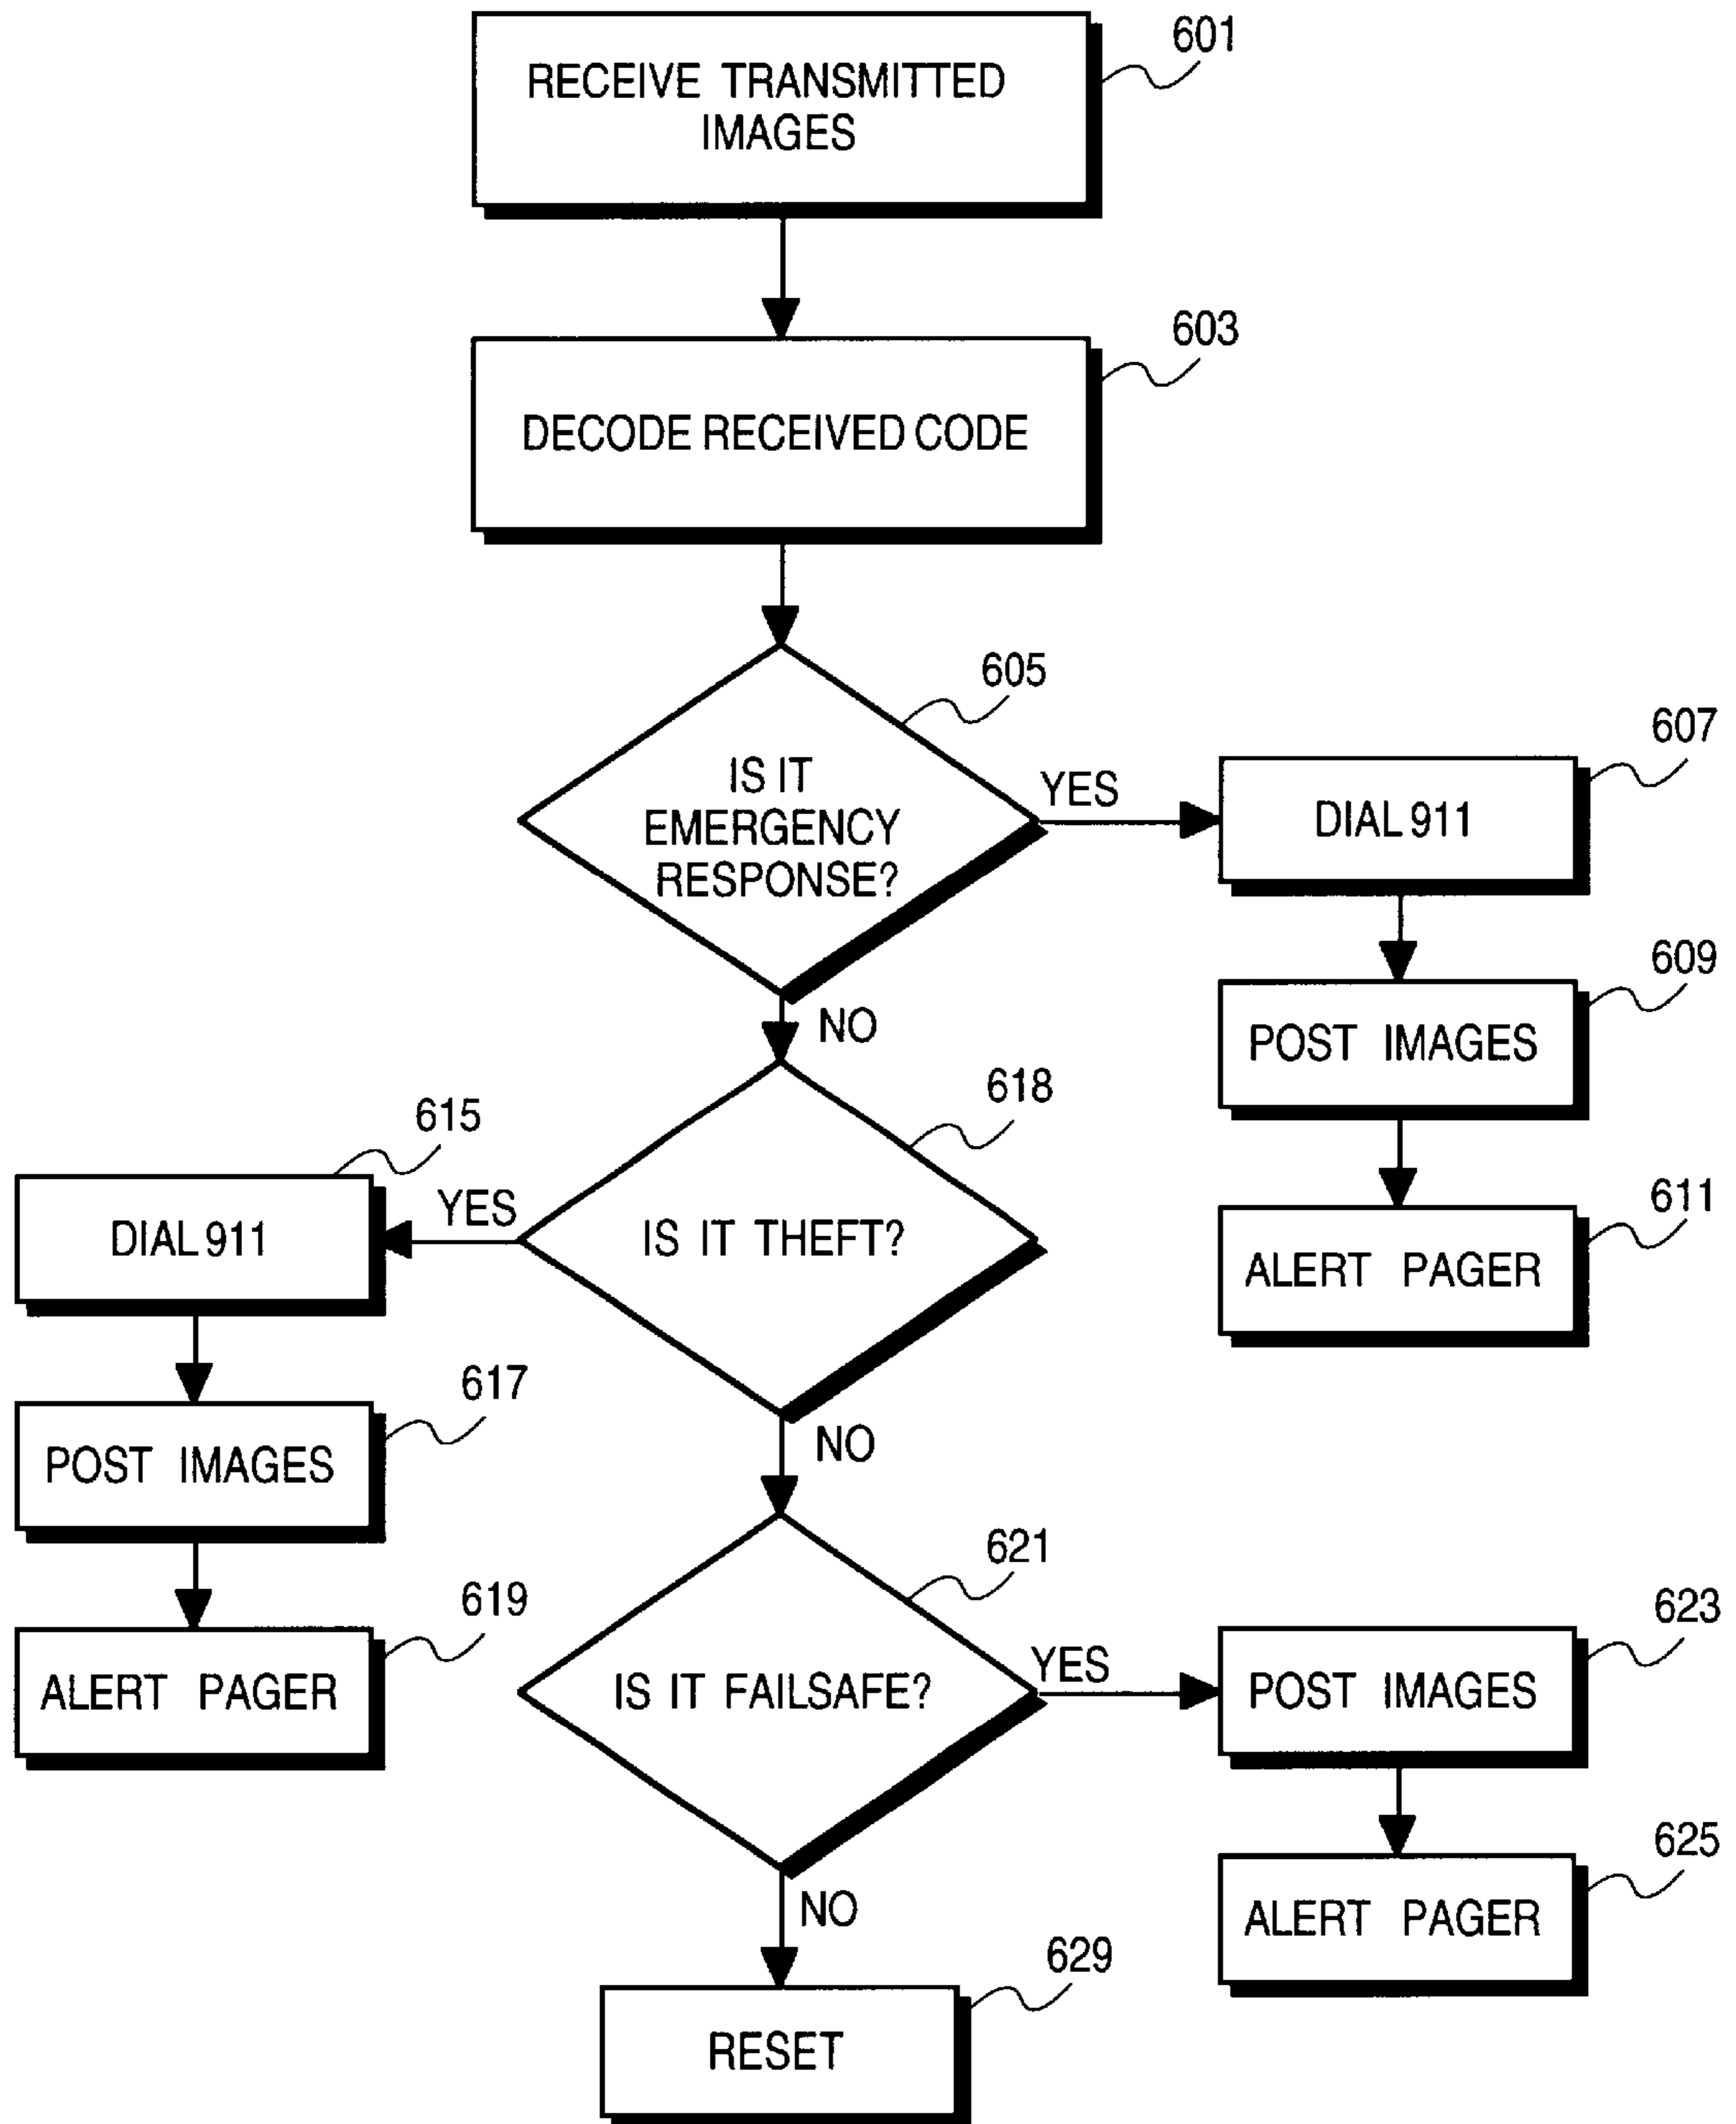 601
RECEIVE TRANSMITTED
IMAGES
603
DECODE RECEIVED CODE
605
IS IT
EMERGENCY
RESPONSE?
YES
607
DIAL 911
609
POST IMAGES
611
ALERT PAGER
NO
618
IS IT THEFT?
YES
615
DIAL 911
617
POST IMAGES
619
ALERT PAGER
NO
621
IS IT FAILSAFE?
YES
623
POST IMAGES
625
ALERT PAGER
NO
629
RESET